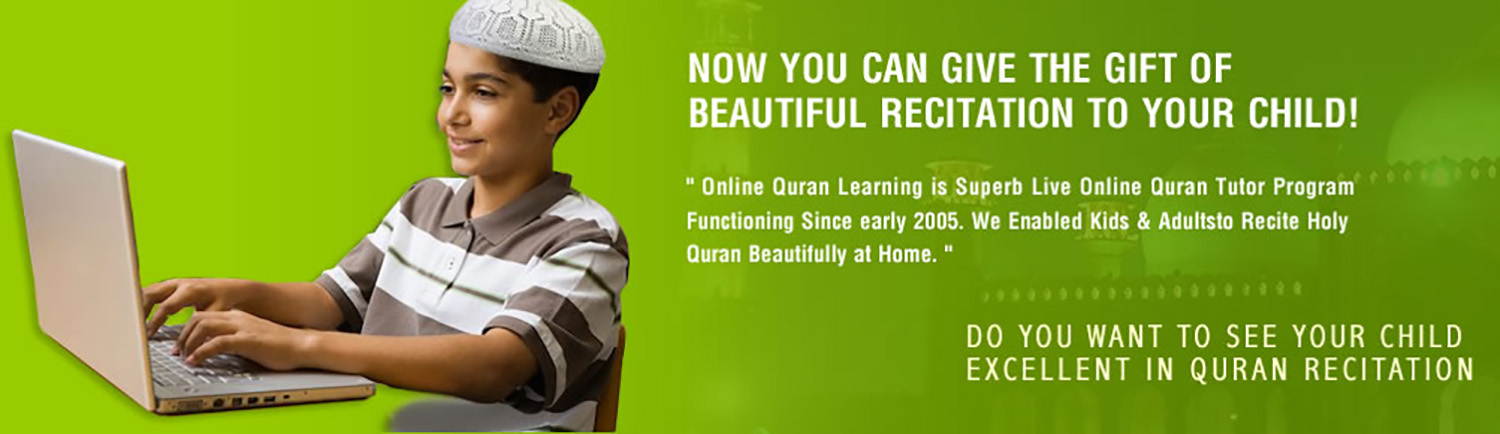 NOW YOU CAN GIVE THE GIFT OF
BEAUTIFUL RECITATION TO YOUR CHILD!
" Online Quran Learning is Superb Live Online Quran Tutor Program
Functioning Since early 2005. We Enabled Kids & Adultsto Recite Holy
Quran Beautifully at Home. "
DO YOU WANT TO SEE YOUR CHILD
EXCELLENT IN QURAN RECITATION